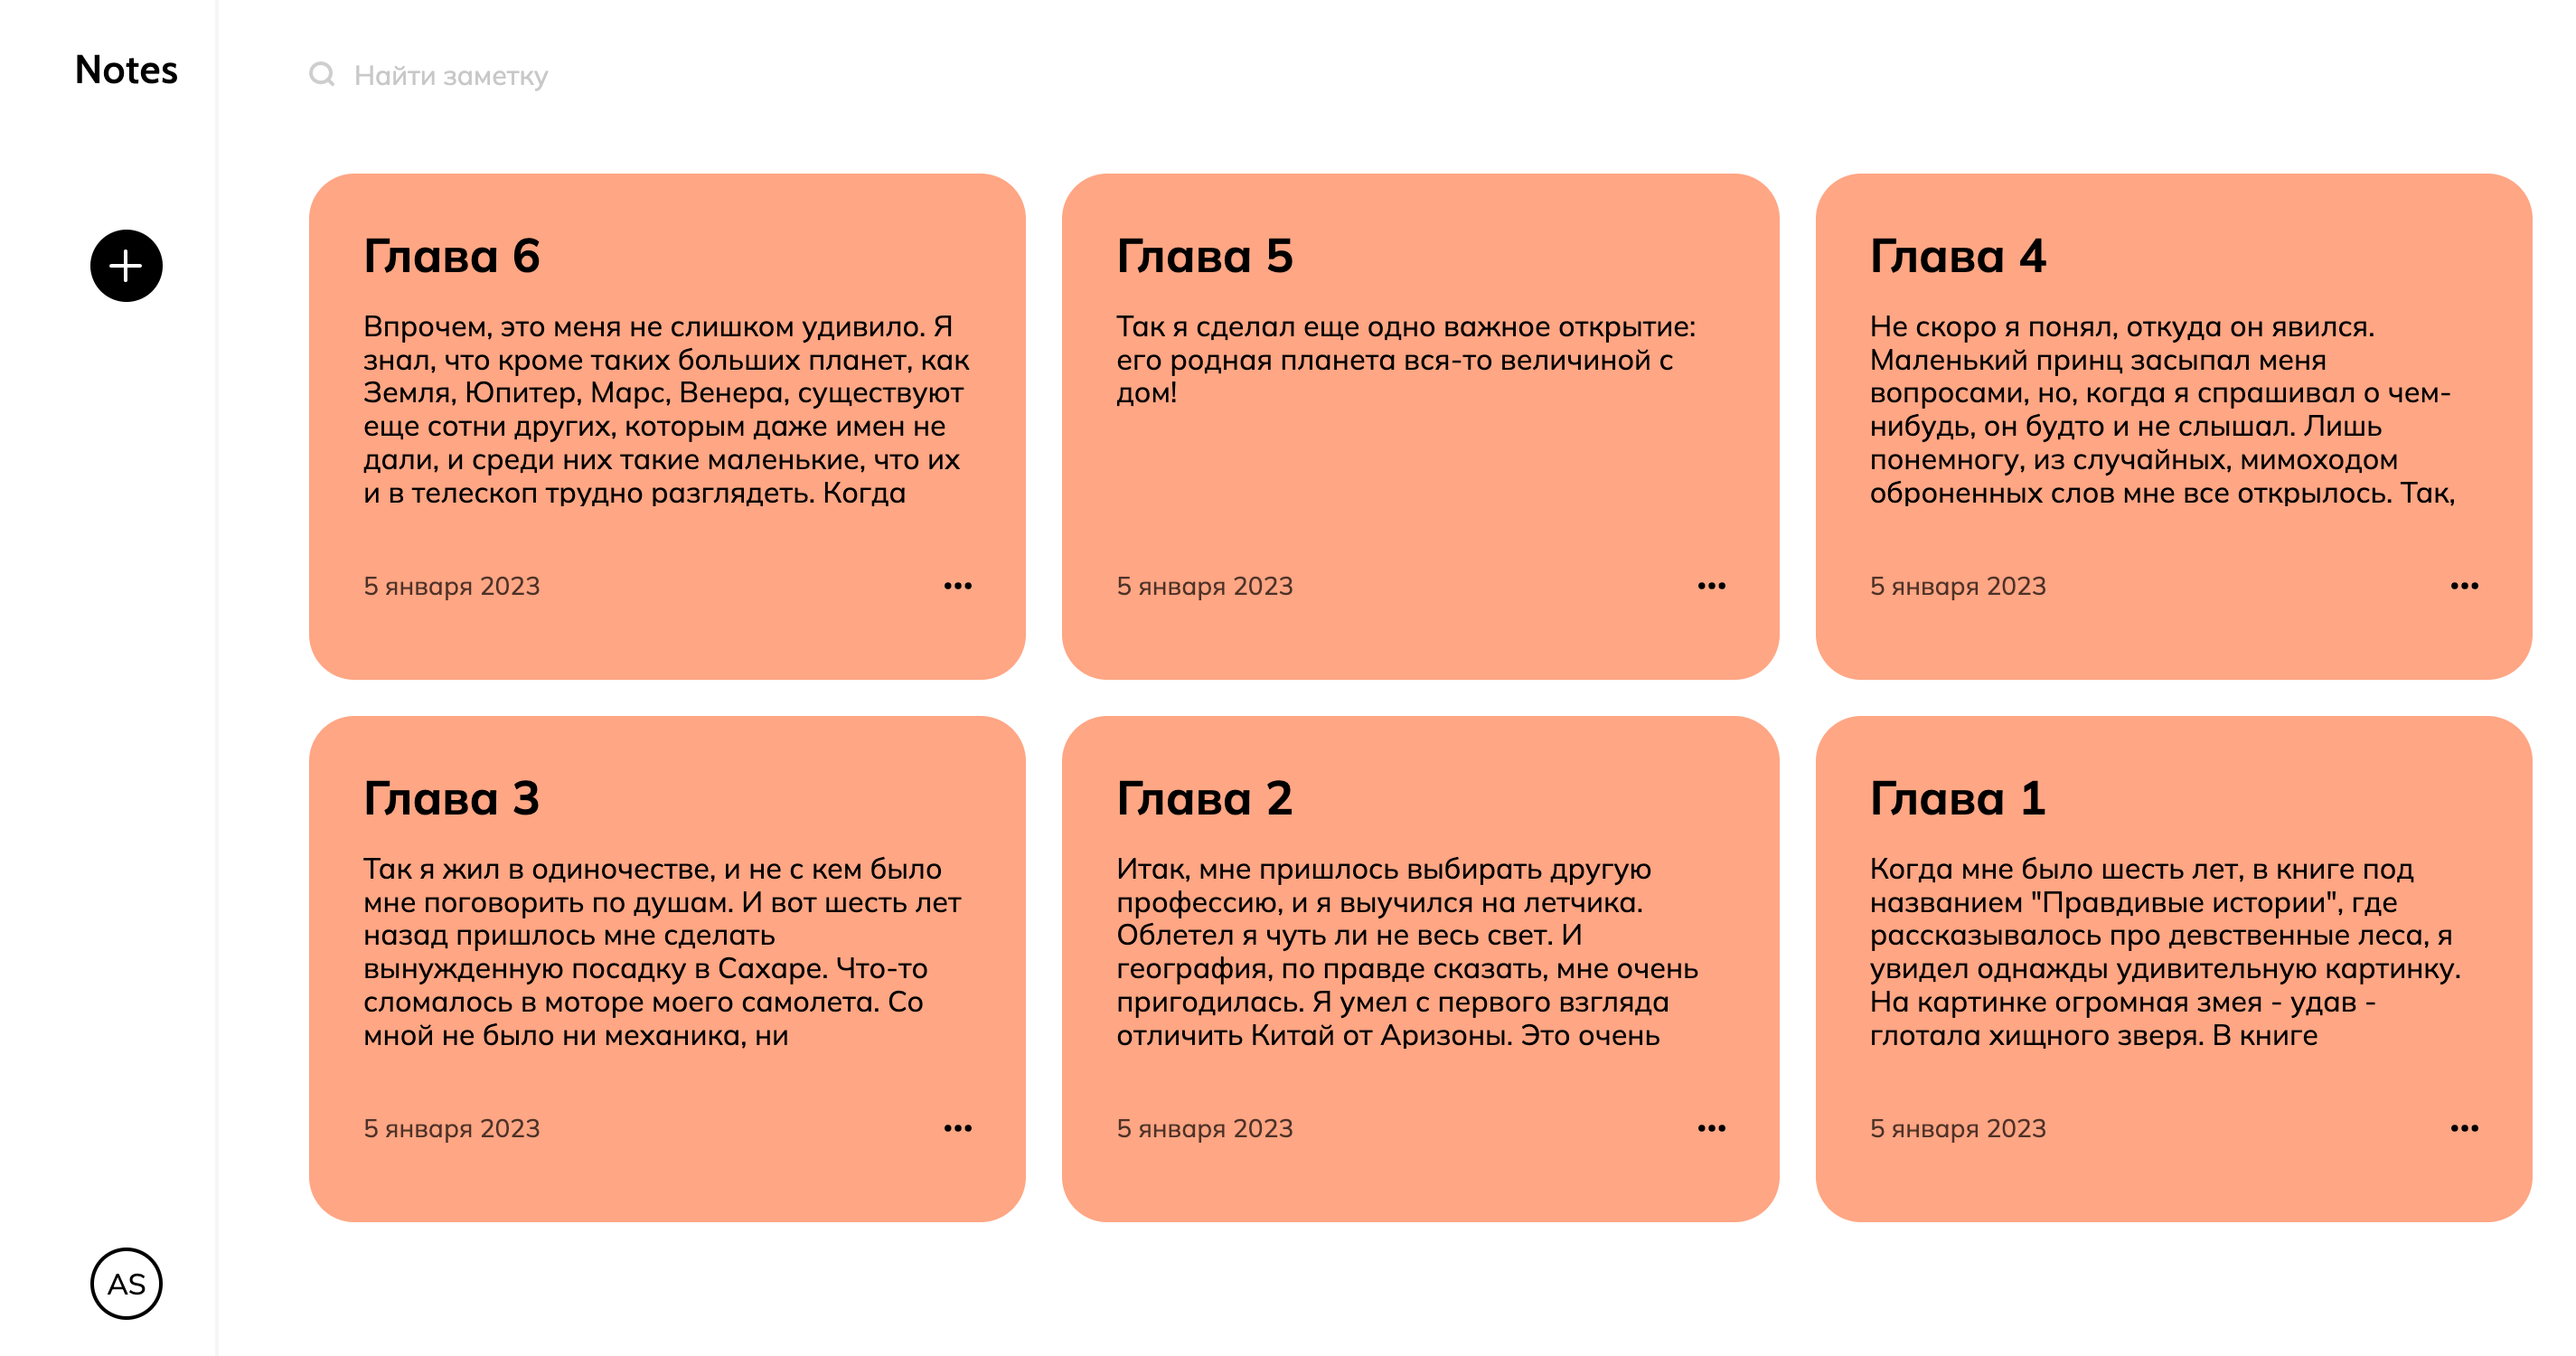 Notes
Найти заметку
Глава 6
Впрочем, это меня не слишком удивило. Я
знал, что кроме таких больших планет, как
Земля, Юпитер, Марс, Венера, существуют
еще сотни других, которым даже имен не
дали, и среди них такие маленькие, что их
и в телескоп трудно разглядеть. Когда
5 января 2023
Глава 5
Так я сделал еще одно важное открытие:
его родная планета вся-то величиной с
дом!
5 января 2023
Глава 4
Не скоро я понял, откуда он явился.
Маленький принц засыпал меня
вопросами, но, когда я спрашивал о чем-
нибудь, он будто и не слышал. Лишь
понемногу, из случайных, мимоходом
оброненных слов мне все открылось. Так,
5 января 2023
Глава 3
Так я жил в одиночестве, и не с кем было
мне поговорить по душам. И вот шесть лет
назад пришлось мне сделать
вынужденную посадку в Сахаре. Что-то
сломалось в моторе моего самолета. Со
мной не было ни механика, ни
5 января 2023
Глава 2
Итак, мне пришлось выбирать другую
профессию, и я выучился на летчика.
Облетел я чуть ли не весь свет. И
география, по правде сказать, мне очень
пригодилась. Я умел с первого взгляда
отличить Китай от Аризоны. Это очень
5 января 2023
Глава 1
Когда мне было шесть лет, в книге под
названием "Правдивые истории", где
рассказывалось про девственные леса, я
увидел однажды удивительную картинку.
На картинке огромная змея - удав -
глотала хищного зверя. В книге
5 января 2023
AS